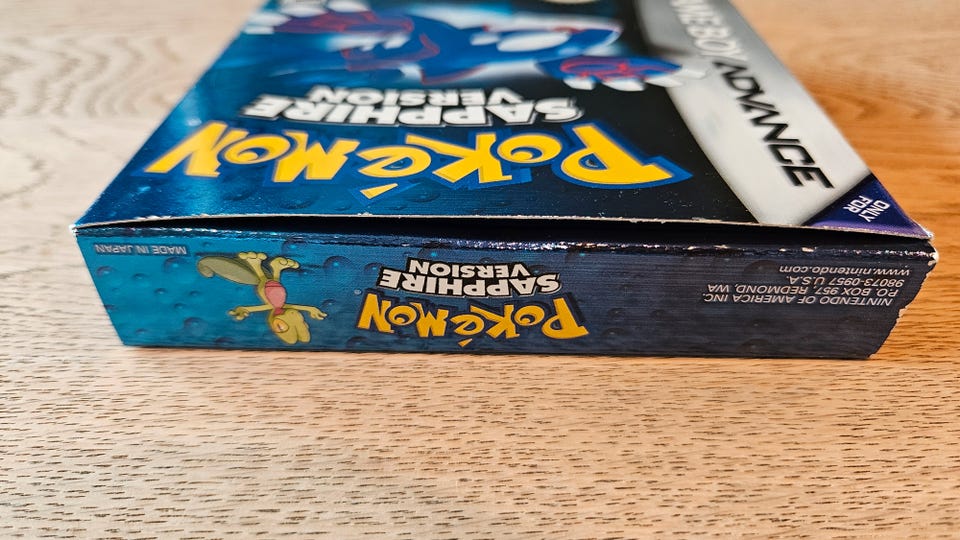 GAME BOY ADVANCE
ONLY
FOR
POKéMON
SAPPHIRE
VERSION
NINTENDO OF AMERICA INC.
P.O. BOX 957, REDMOND, WA
98073-0957 U.S.A.
www.nintendo.com
POKéMON
SAPPHIRE
VERSION
MADE IN JAPAN